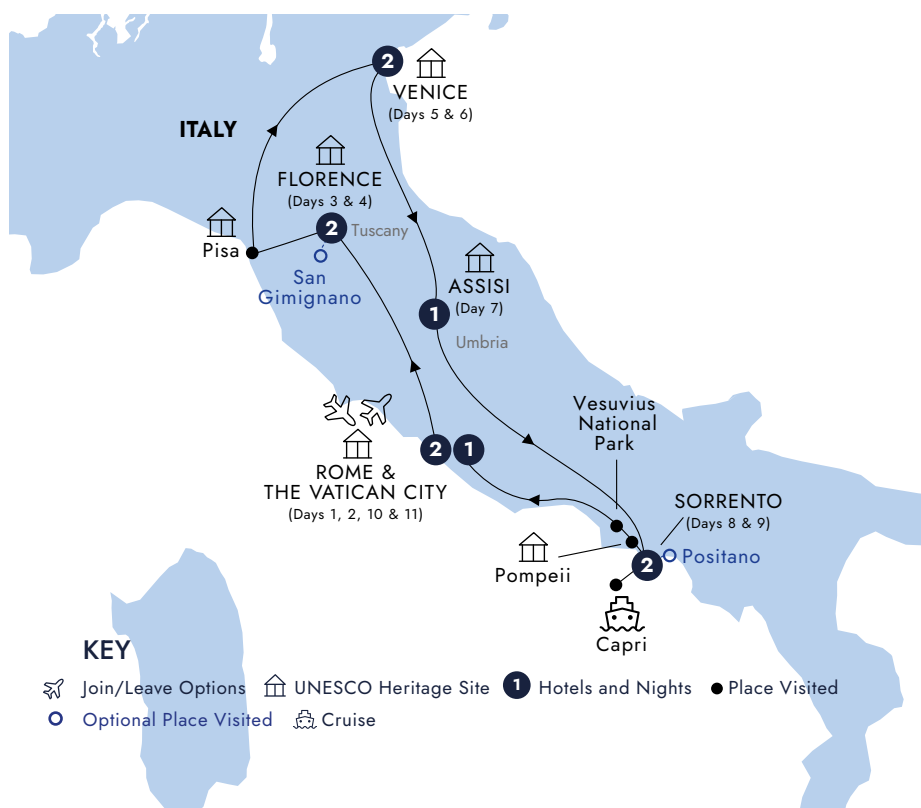 2
VENICE
(Days 5 & 6)
ITALY
FLORENCE
(Days 3 & 4)
2
Tuscany
Pisa
San
Gimignano
ASSISI
(Day 7)
1
Umbria
Vesuvius
National
Park
2
1
ROME &
THE VATICAN CITY
(Days 1, 2, 10 & 11)
SORRENTO
(Days 8 & 9)
Positano
2
Pompeii
Capri
KEY
Join/Leave Options
UNESCO Heritage Site
1
Hotels and Nights
Place Visited
Optional Place Visited
Cruise